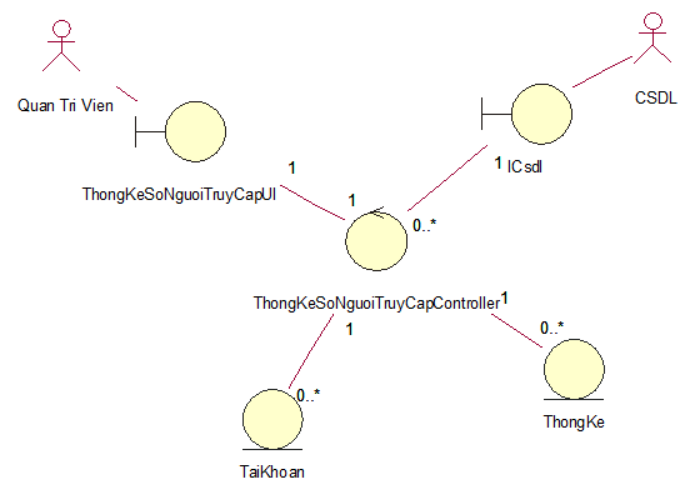 Quan Tri Vien
CSDL
ThongKeSoNguoiTruyCapUI
1
1
1
ICsdl
0..*
ThongKeSoNguoiTruyCapController
1
1
0..*
0..*
ThongKe
TaiKhoan